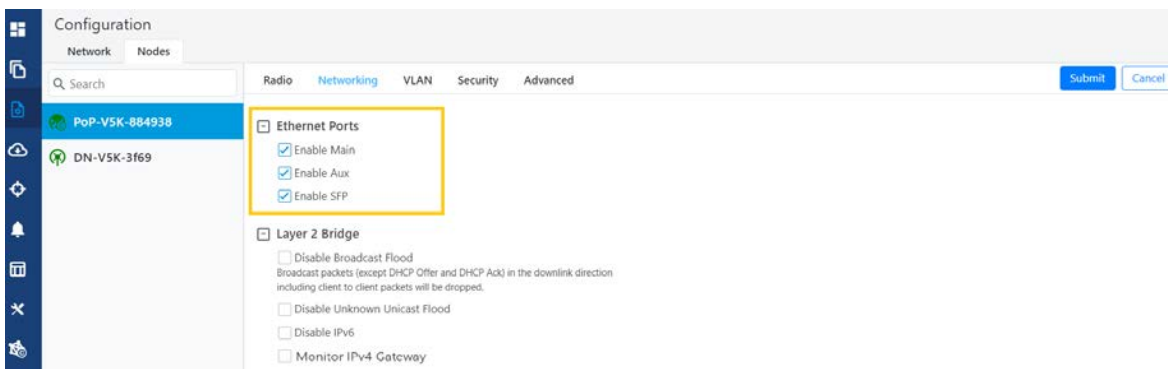 Configuration
Network Nodes
Search
Radio Networking VLAN Security Advanced
Submit Cancel
PoP-V5K-884938
DN-V5K-3f69
Ethernet Ports
Enable Main
Enable Aux
Enable SFP
Layer 2 Bridge
Disable Broadcast Flood
Broadcast packets (except DHCP Offer and DHCP Ack) in the downlink direction
including client to client packets will be dropped.
Disable Unknown Unicast Flood
Disable IPv6
Monitor IPv4 Gateway